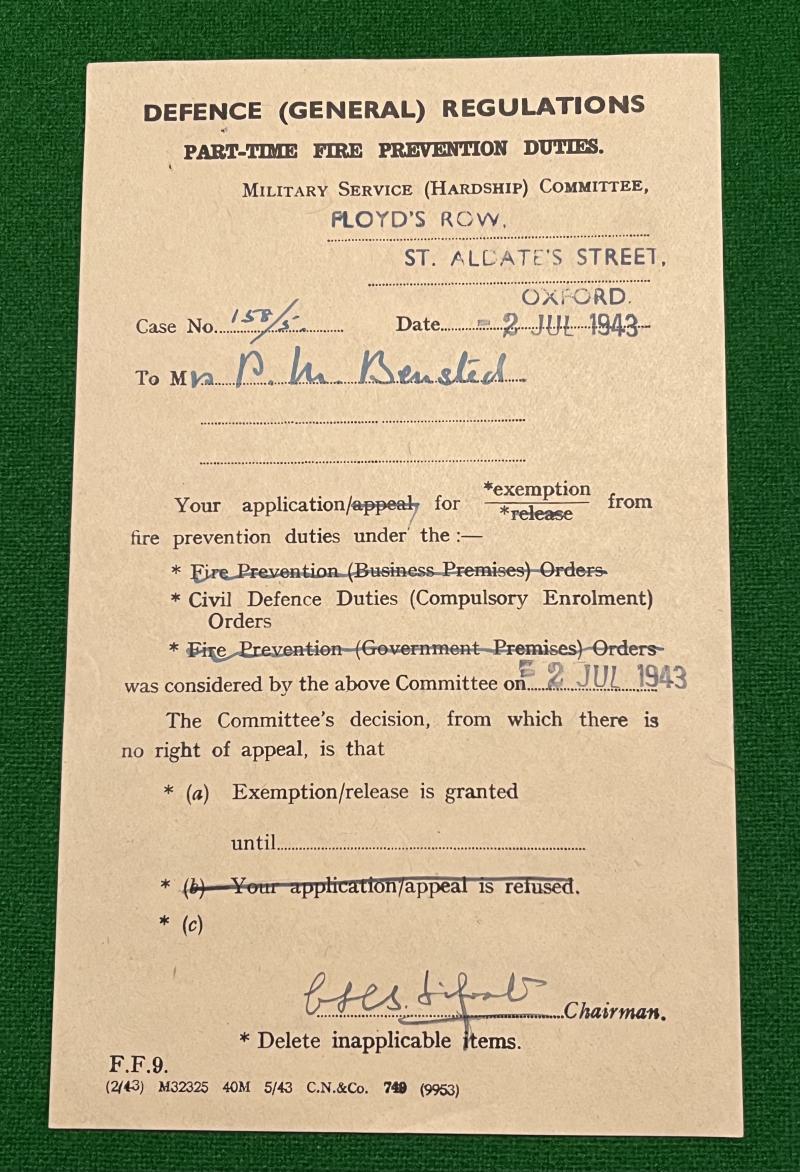 DEFENCE (GENERAL) REGULATIONS
PART-TIME FIRE PREVENTION DUTIES.
MILITARY SERVICE (HARDSHIP) COMMITTEE,
FLOYD'S ROW,
ST. ALDATE'S STREET,
OXFORD.
Case No. 158/5. Date - 2 JUL 1943
To Mrs P. M. Bensted
Your application/appeal, for *exemption
*release from
fire prevention duties under the :—
* Fire Prevention (Business Premises) Orders
* Civil Defence Duties (Compulsory Enrolment)
Orders
* Fire Prevention (Government Premises) Orders
was considered by the above Committee on - 2 JUL 1943
The Committee's decision, from which there is
no right of appeal, is that
* (a) Exemption/release is granted
until
* (b) Your application/appeal is refused.
* (c)
Chairman.
* Delete inapplicable items.
F.F.9.
(2/43) M32325 40M 5/43 C.N.&Co. 749 (9953)